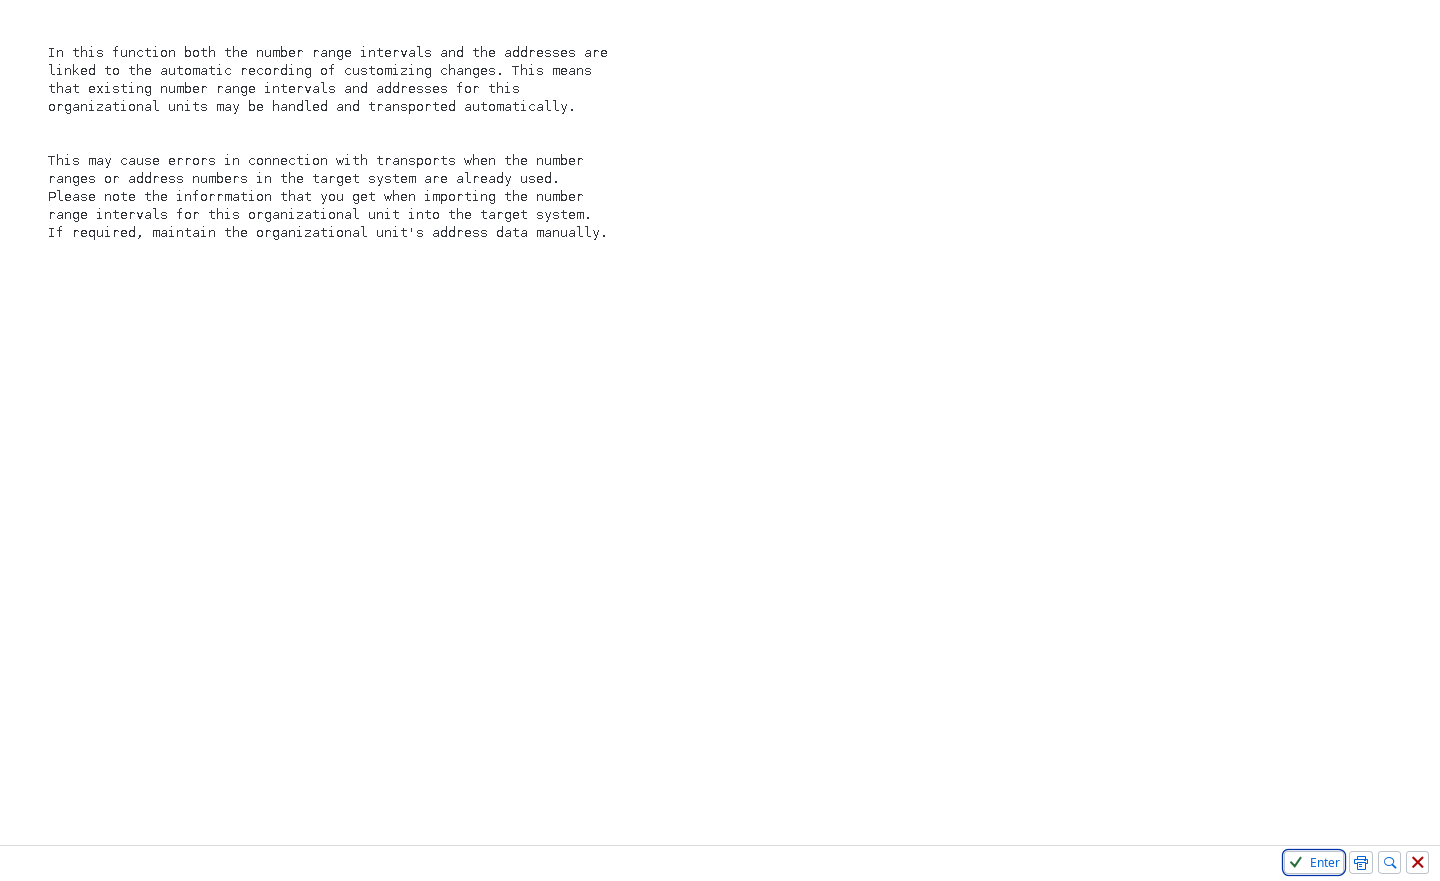 In this function both the number range intervals and the addresses are
linked to the automatic recording of customizing changes. This means
that existing number range intervals and addresses for this
organizational units may be handled and transported automatically.
This may cause errors in connection with transports when the number
ranges or address numbers in the target system are already used.
Please note the inforrmation that you get when importing the number
range intervals for this organizational unit into the target system.
If required, maintain the organizational unit's address data manually.
Enter